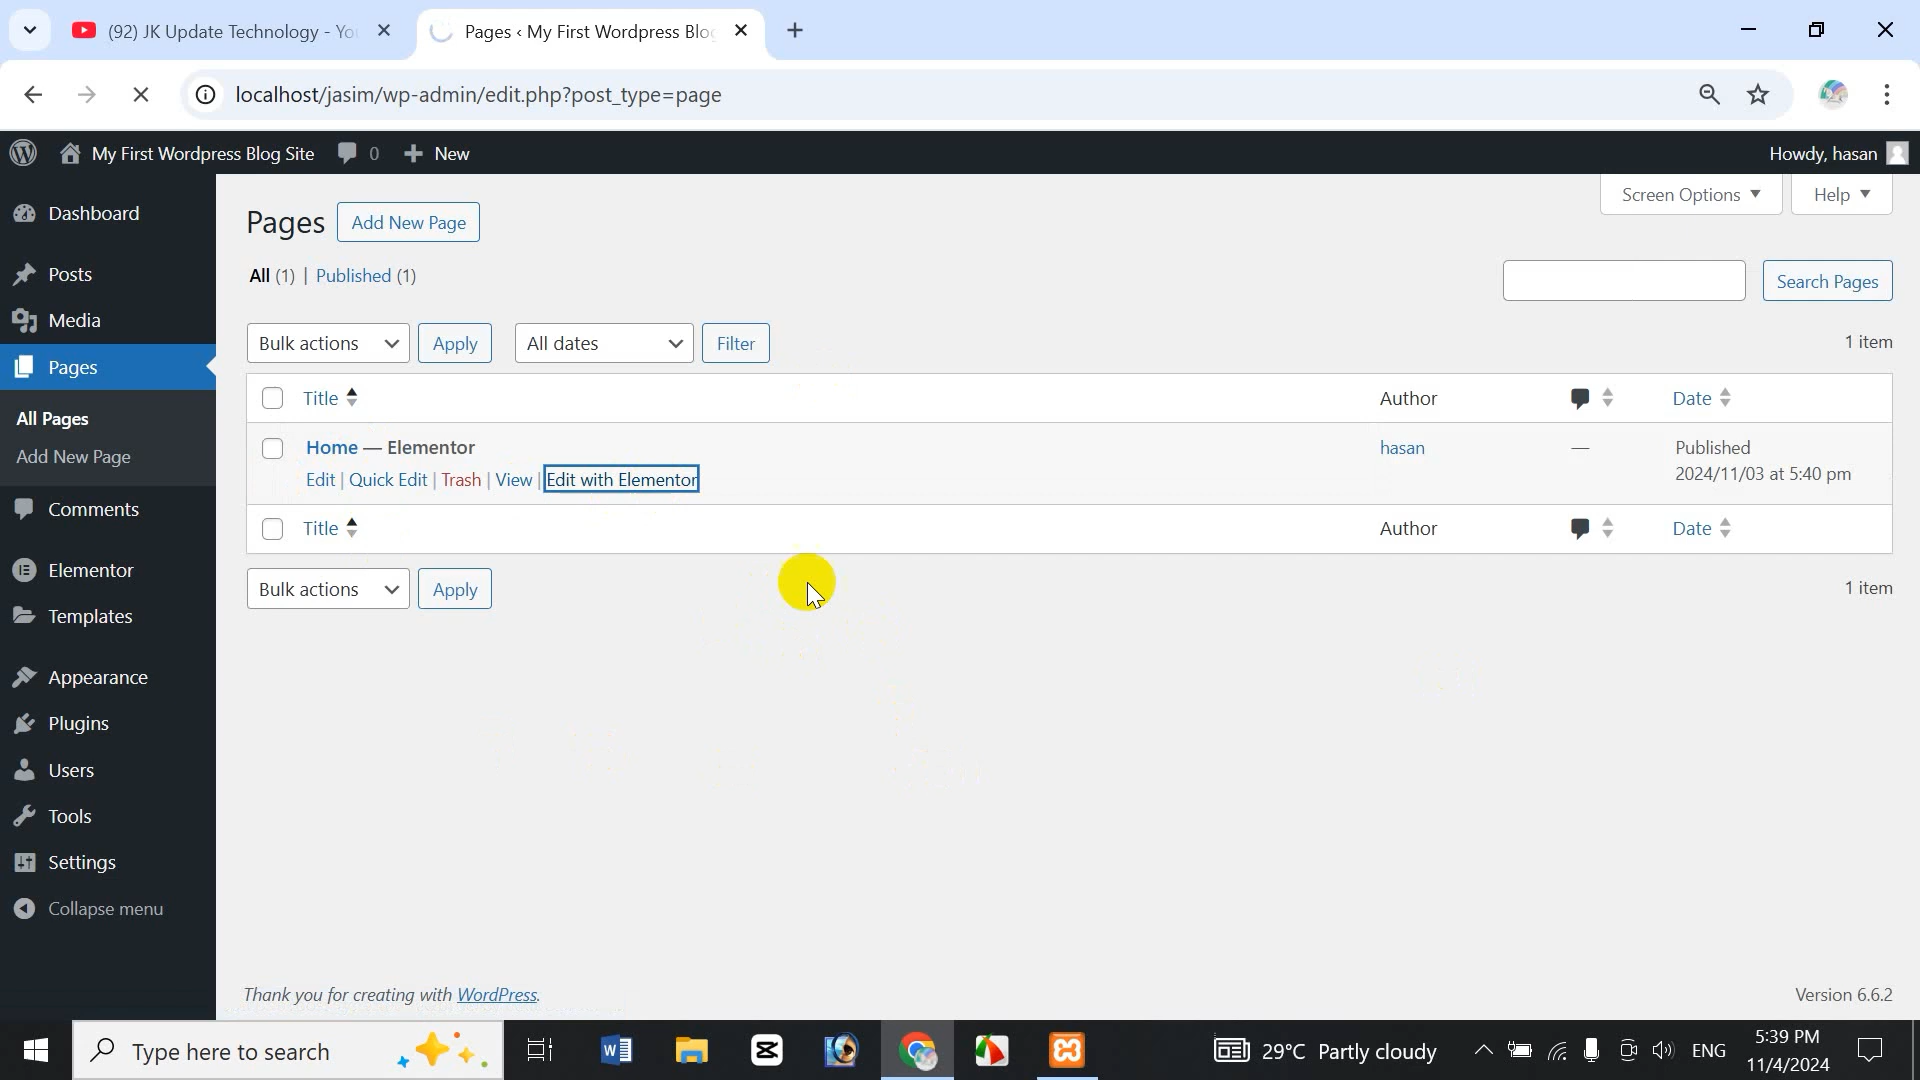 (92) JK Update Technology - You
Pages ‹ My First Wordpress Blog
localhost/jasim/wp-admin/edit.php?post_type=page
My First Wordpress Blog Site
0
New
Howdy, hasan
Dashboard
Posts
Media
Pages
All Pages
Add New Page
Comments
Elementor
Templates
Appearance
Plugins
Users
Tools
Settings
Collapse menu
Screen Options
Help
Pages
Add New Page
All (1) | Published (1)
Search Pages
Bulk actions
Apply
All dates
Filter
1 item
Title
Author
Date
Home — Elementor
hasan
—
Published
2024/11/03 at 5:40 pm
Edit | Quick Edit | Trash | View | Edit with Elementor
Title
Author
Date
Bulk actions
Apply
1 item
Thank you for creating with WordPress.
Version 6.6.2
Type here to search
29°C Partly cloudy
ENG
5:39 PM
11/4/2024